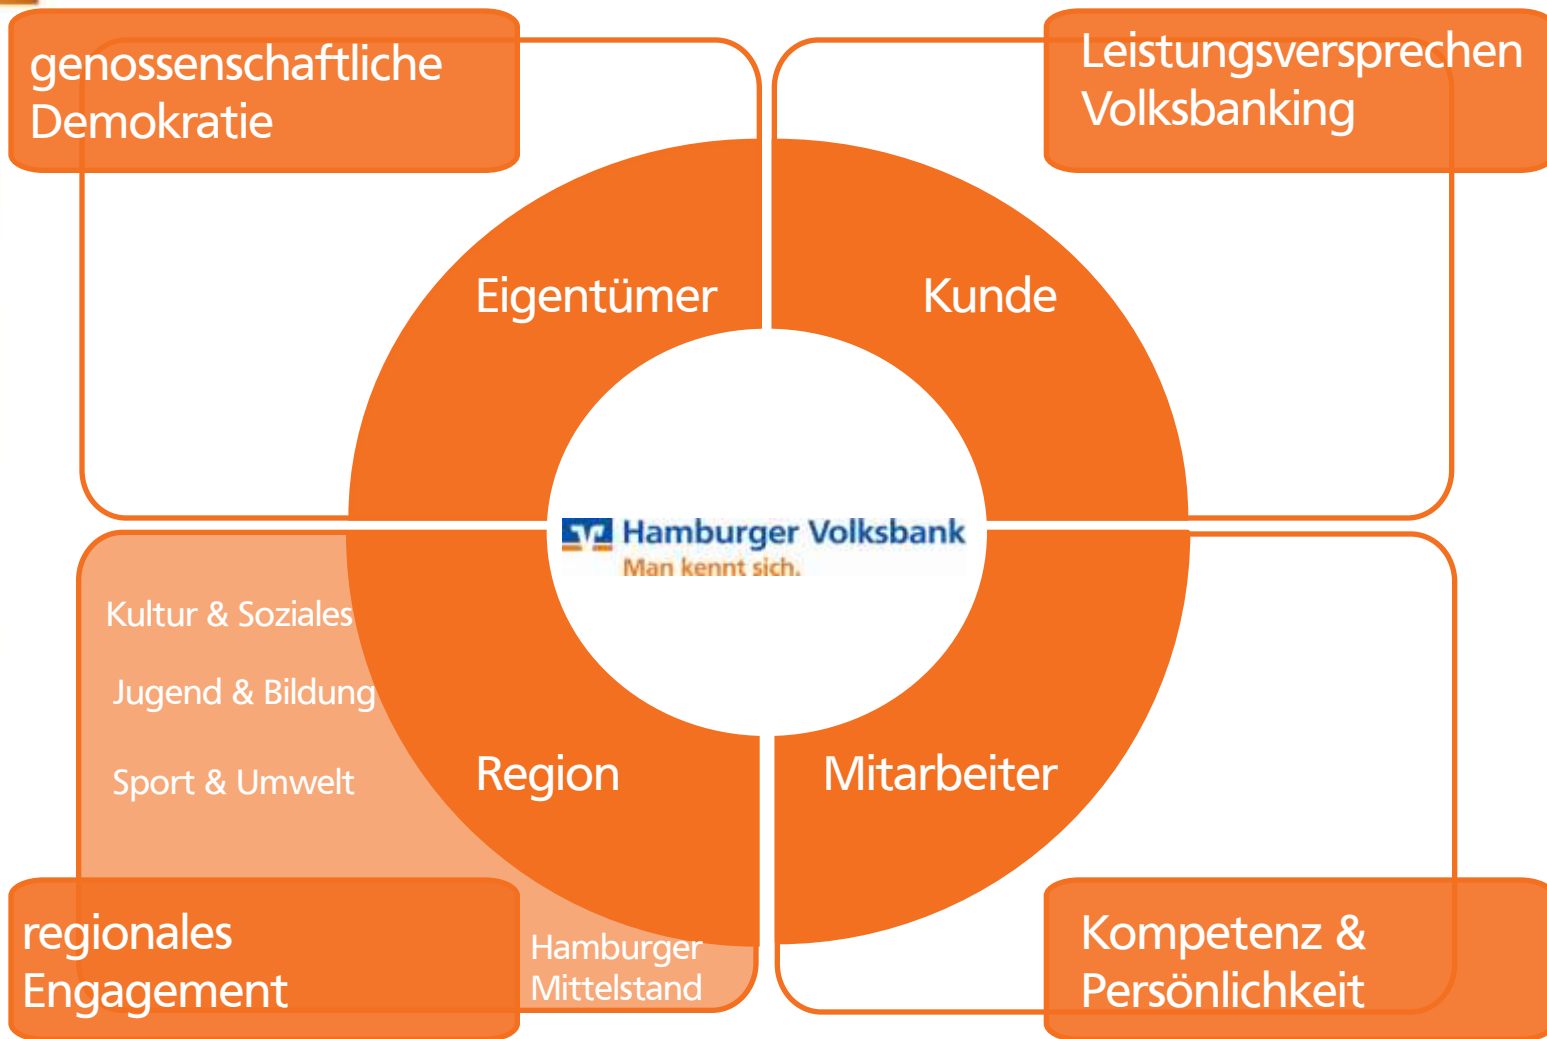 genossenschaftliche
Demokratie
Leistungsversprechen
Volksbanking
Eigentümer
Kunde
Hamburger Volksbank
Man kennt sich.
Kultur & Soziales
Jugend & Bildung
Sport & Umwelt
Region
Mitarbeiter
regionales
Engagement
Hamburger
Mittelstand
Kompetenz &
Persönlichkeit